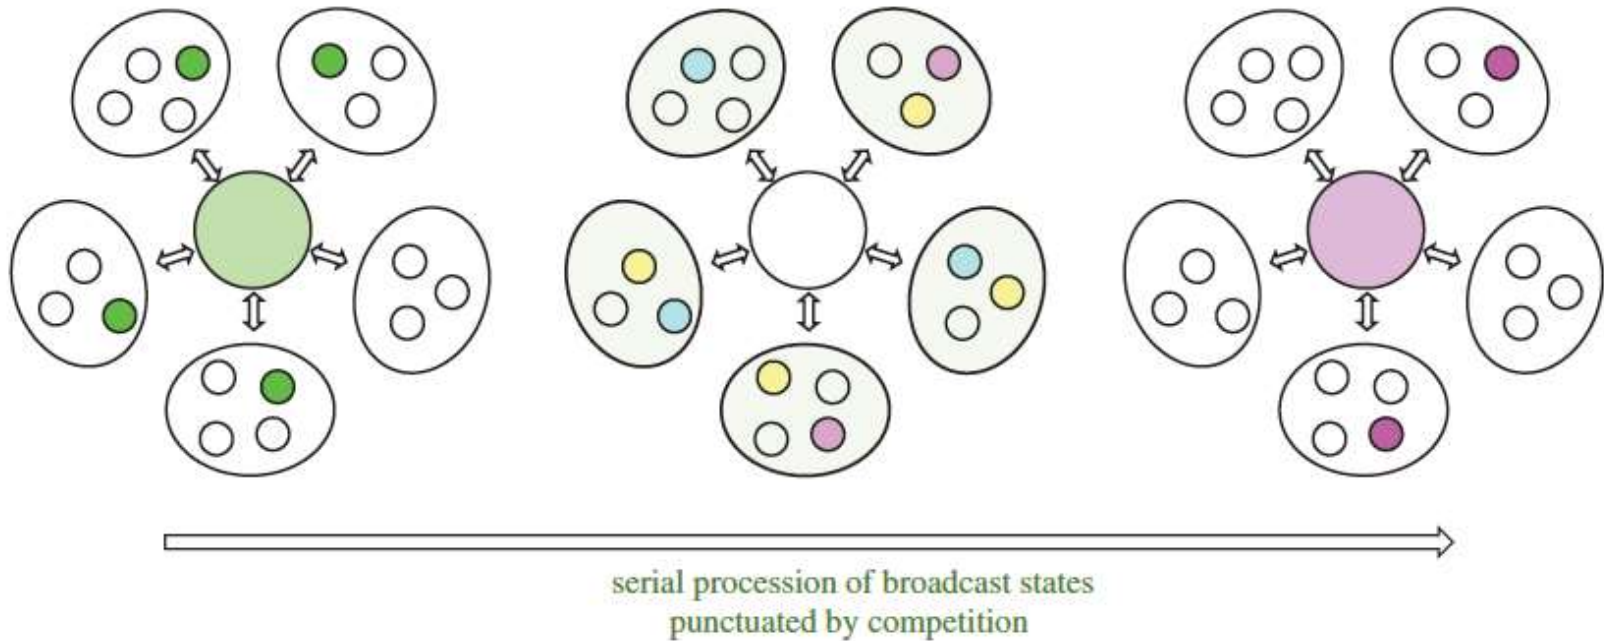 serial procession of broadcast states
punctuated by competition